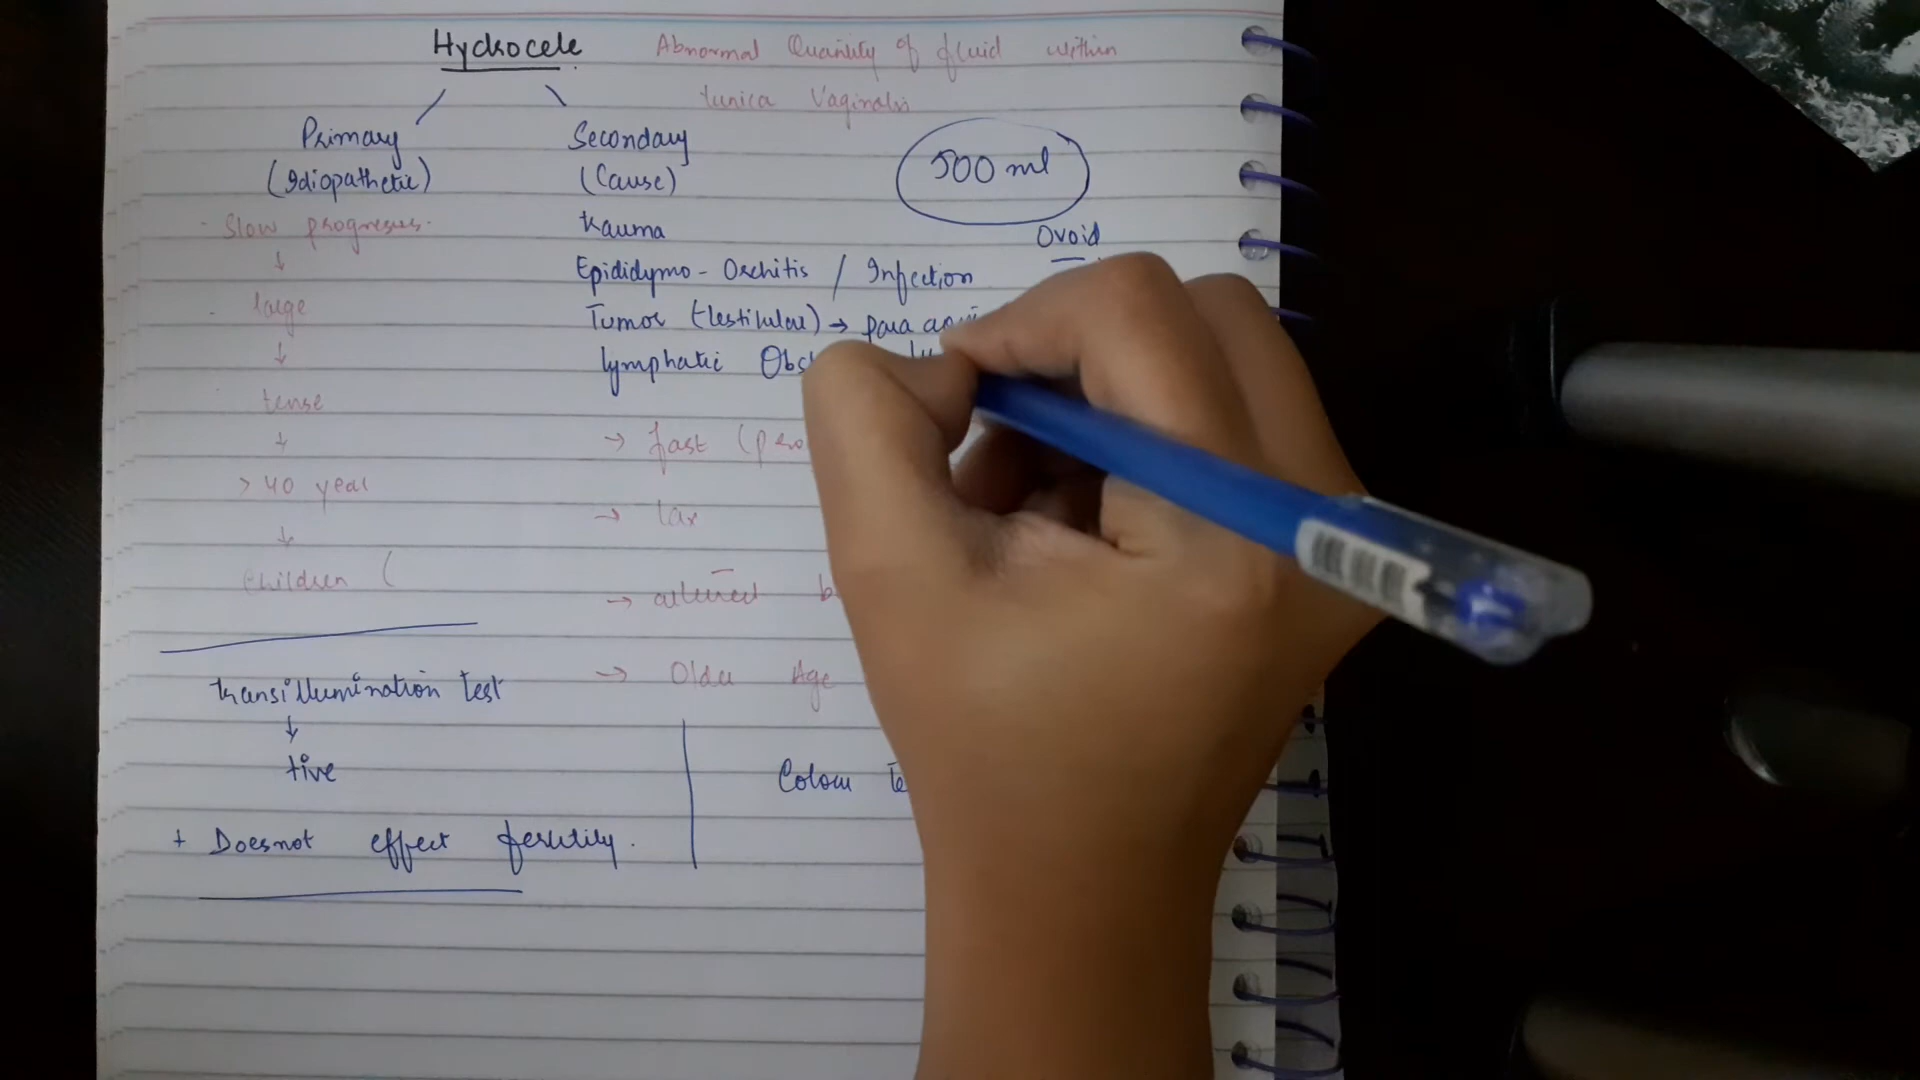 Hydrocele Abnormal Quantity of fluid within
tunica Vaginalis
Primary Secondary
(Idiopathetic) (Cause)
500 ml
Slow progresses.
trauma
Ovoid
↓
Epididymo - Orchitis / Infection
large
Tumor (testicular) → para
↓
lymphatic
tense
↓
→ fast
> 40 year
→ lax
↓
children (
→ altered
→ Older Age
transillumination test
↓
+ive
Colour
+ Doesnot effect fertility.